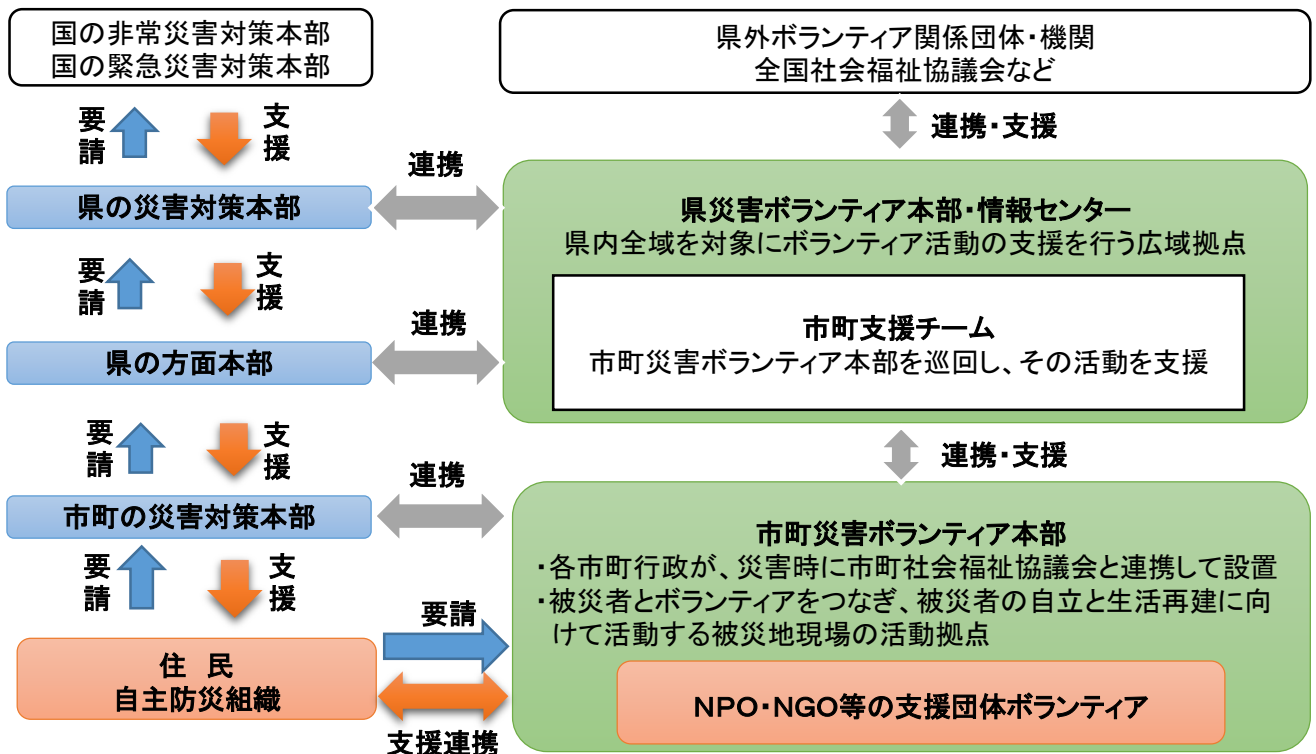 国の非常災害対策本部
国の緊急災害対策本部
県外ボランティア関係団体・機関
全国社会福祉協議会など
要請
支援
連携・支援
県の災害対策本部
連携
県災害ボランティア本部・情報センター
県内全域を対象にボランティア活動の支援を行う広域拠点
要請
支援
市町支援チーム
市町災害ボランティア本部を巡回し、その活動を支援
県の方面本部
連携
要請
支援
連携・支援
市町の災害対策本部
連携
市町災害ボランティア本部
・各市町行政が、災害時に市町社会福祉協議会と連携して設置
・被災者とボランティアをつなぎ、被災者の自立と生活再建に向
けて活動する被災地現場の活動拠点
要請
支援
要請
住　民
自主防災組織
支援連携
NPO・NGO等の支援団体ボランティア